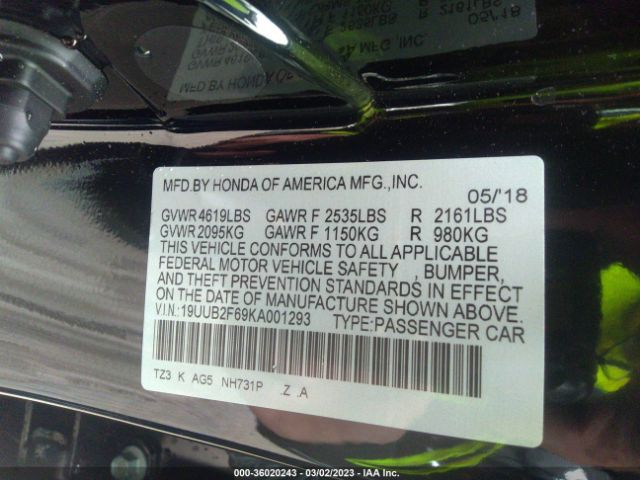 MFD.BY HONDA OF AMERICA MFG.,INC. 05/'18
GVWR 4619LBS GAWR F 2535LBS R 2161LBS
GVWR 2095KG GAWR F 1150KG R 980KG
THIS VEHICLE CONFORMS TO ALL APPLICABLE
FEDERAL MOTOR VEHICLE SAFETY , BUMPER,
AND THEFT PREVENTION STANDARDS IN EFFECT
ON THE DATE OF MANUFACTURE SHOWN ABOVE.
V.I.N.:19UUB2F69KA001293 TYPE:PASSENGER CAR
TZ3 K AG5 NH731P .Z .A
000-36020243 - 03/02/2023 - IAA Inc.